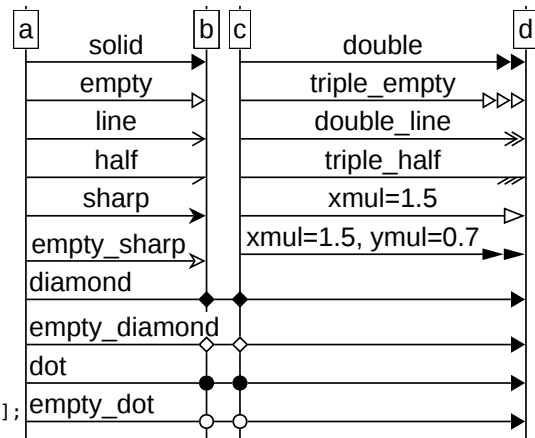 a b c d
solid double
empty triple_empty
line double_line
half triple_half
sharp xmul=1.5
empty_sharp xmul=1.5, ymul=0.7
diamond
empty_diamond
dot
]; empty_dot